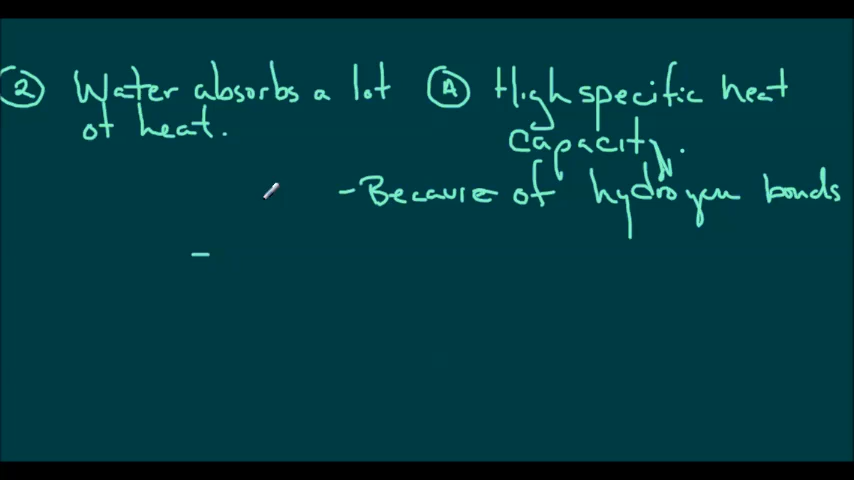 ② Water absorbs a lot
of heat.
Ⓐ High specific heat
capacity.
- Because of hydrogen bonds
-